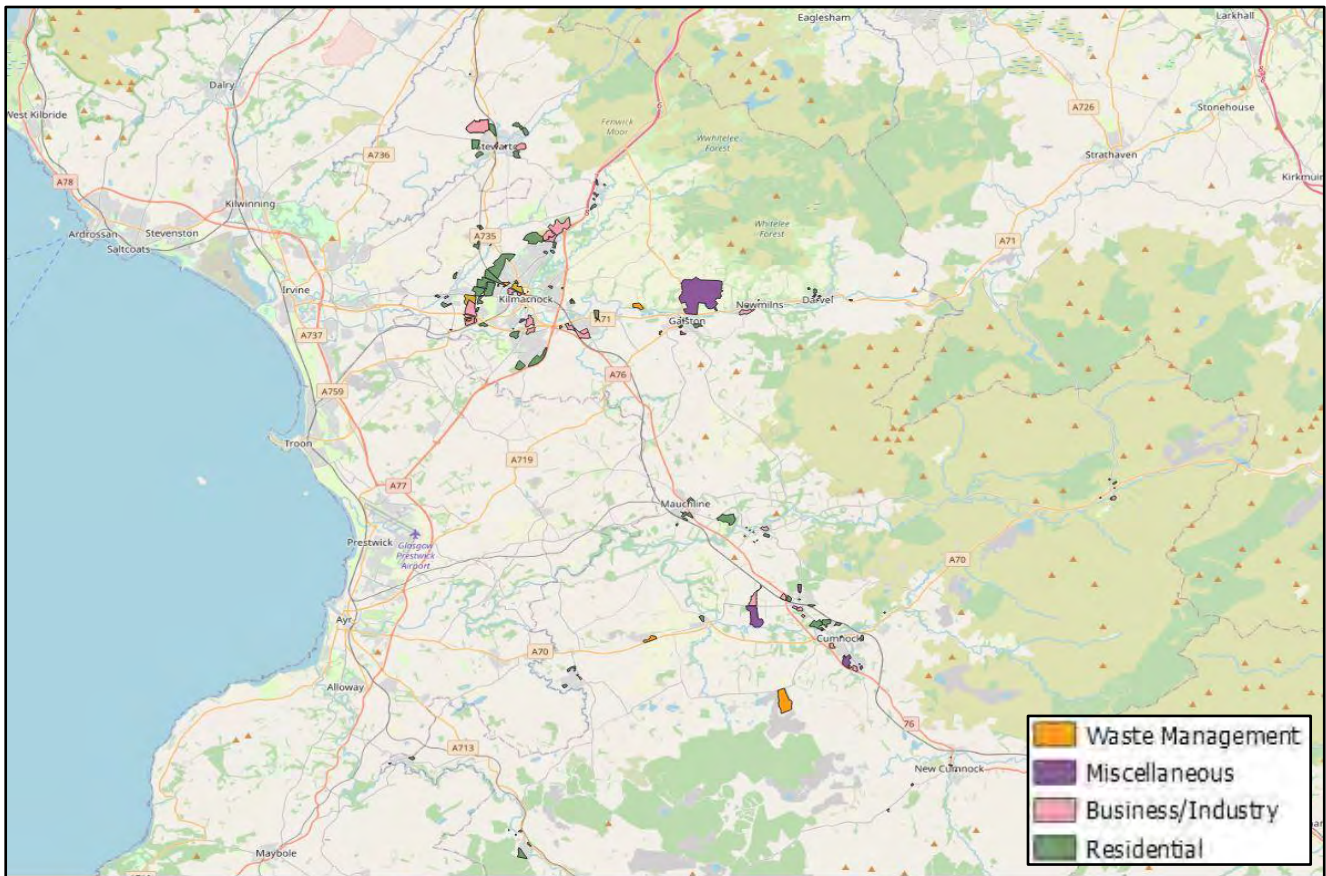 Eaglesham
Larkhall
Dalry
West Kilbride
A726
Stonehouse
Fenwick
Moor
Whitelee
Forest
A736
Strathaven
Kirkmuir
A78
Kilwinning
Ardrossan
Stevenston
Saltcoats
A735
Whitelee
Forest
A71
Irvine
Kilmarnock
Newmilns
Darvel
A71
Galston
A737
A76
A759
Troon
A719
A77
Mauchline
Prestwick
Glasgow
Prestwick
Airport
A70
Ayr
Cumnock
A70
Alloway
76
A713
New Cumnock
Maybole
Waste Management
Miscellaneous
Business/Industry
Residential